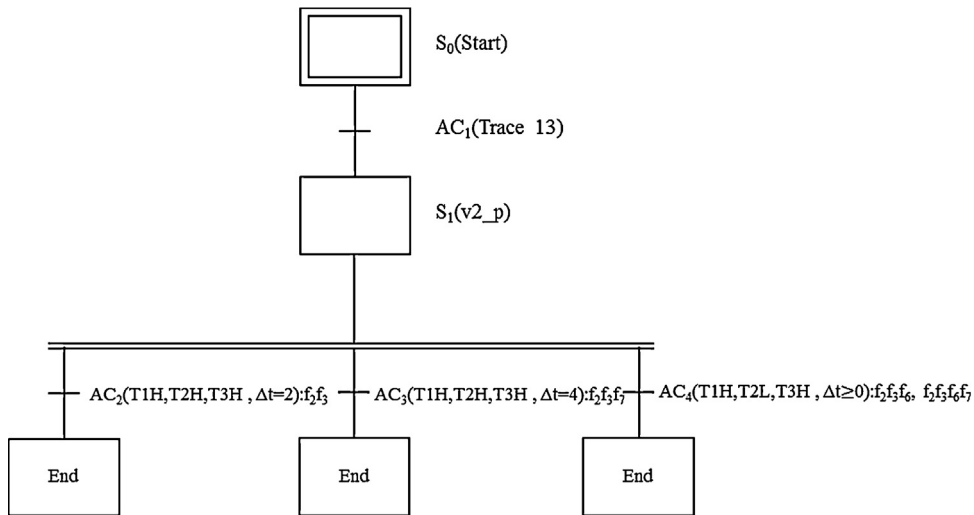 S₀(Start)
AC₁(Trace 13)
S₁(v2_p)
AC₂(T1H,T2H,T3H , Δt=2):f₂f₃
AC₃(T1H,T2H,T3H , Δt=4):f₂f₃f₇
AC₄(T1H,T2L,T3H , Δt≥0):f₂f₃f₆, f₂f₃f₆f₇
End
End
End